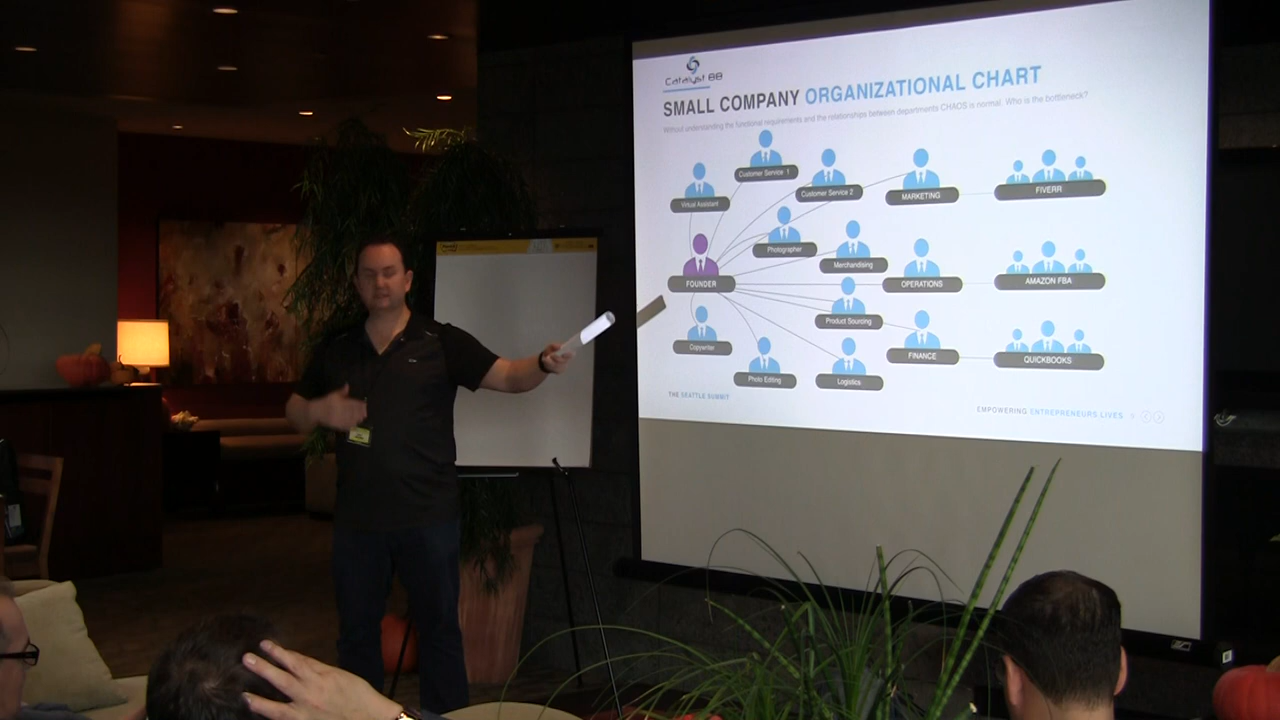 Catalyst 88
SMALL COMPANY ORGANIZATIONAL CHART
Without understanding the functional requirements and the relationships between departments CHAOS is normal. Who is the bottleneck?
Customer Service 1
Virtual Assistant
Customer Service 2
MARKETING
FIVERR
Photographer
Merchandising
FOUNDER
OPERATIONS
AMAZON FBA
Product Sourcing
Copywriter
FINANCE
QUICKBOOKS
Photo Editing
Logistics
THE SEATTLE SUMMIT
EMPOWERING ENTREPRENEURS LIVES